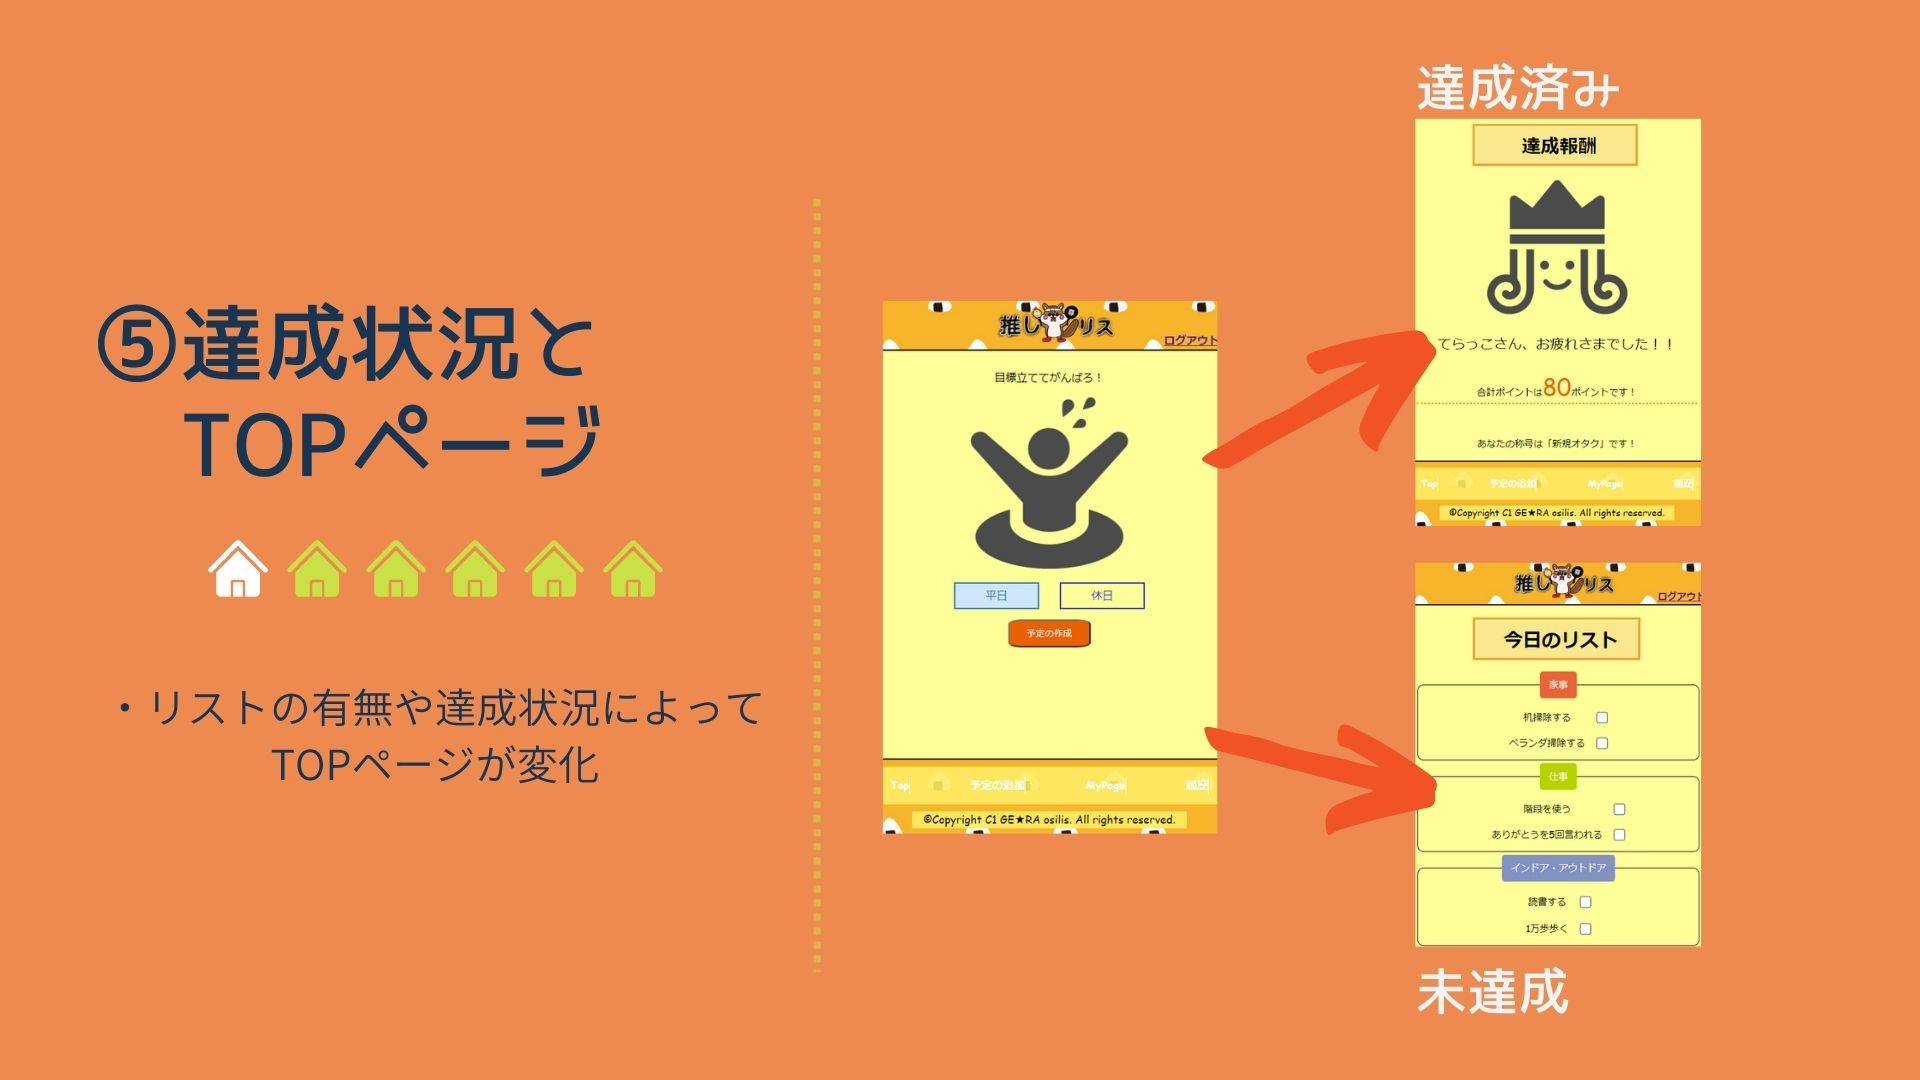 ⑤達成状況と
TOPページ
・リストの有無や達成状況によって
TOPページが変化
推しリス
ログアウト
目標立ててがんばろ！
平日
休日
予定の作成
Top
予定の追加
MyPage
履歴
©Copyright C1 GE★RA osilis. All rights reserved.
達成済み
達成報酬
てらっこさん、お疲れさまでした！！
合計ポイントは80ポイントです！
あなたの称号は「新規オタク」です！
Top
予定の追加
MyPage
履歴
©Copyright C1 GE★RA osilis. All rights reserved.
推しリス
ログアウト
今日のリスト
家事
机掃除する
ベランダ掃除する
仕事
階段を使う
ありがとうを5回言われる
インドア・アウトドア
読書する
1万歩歩く
未達成